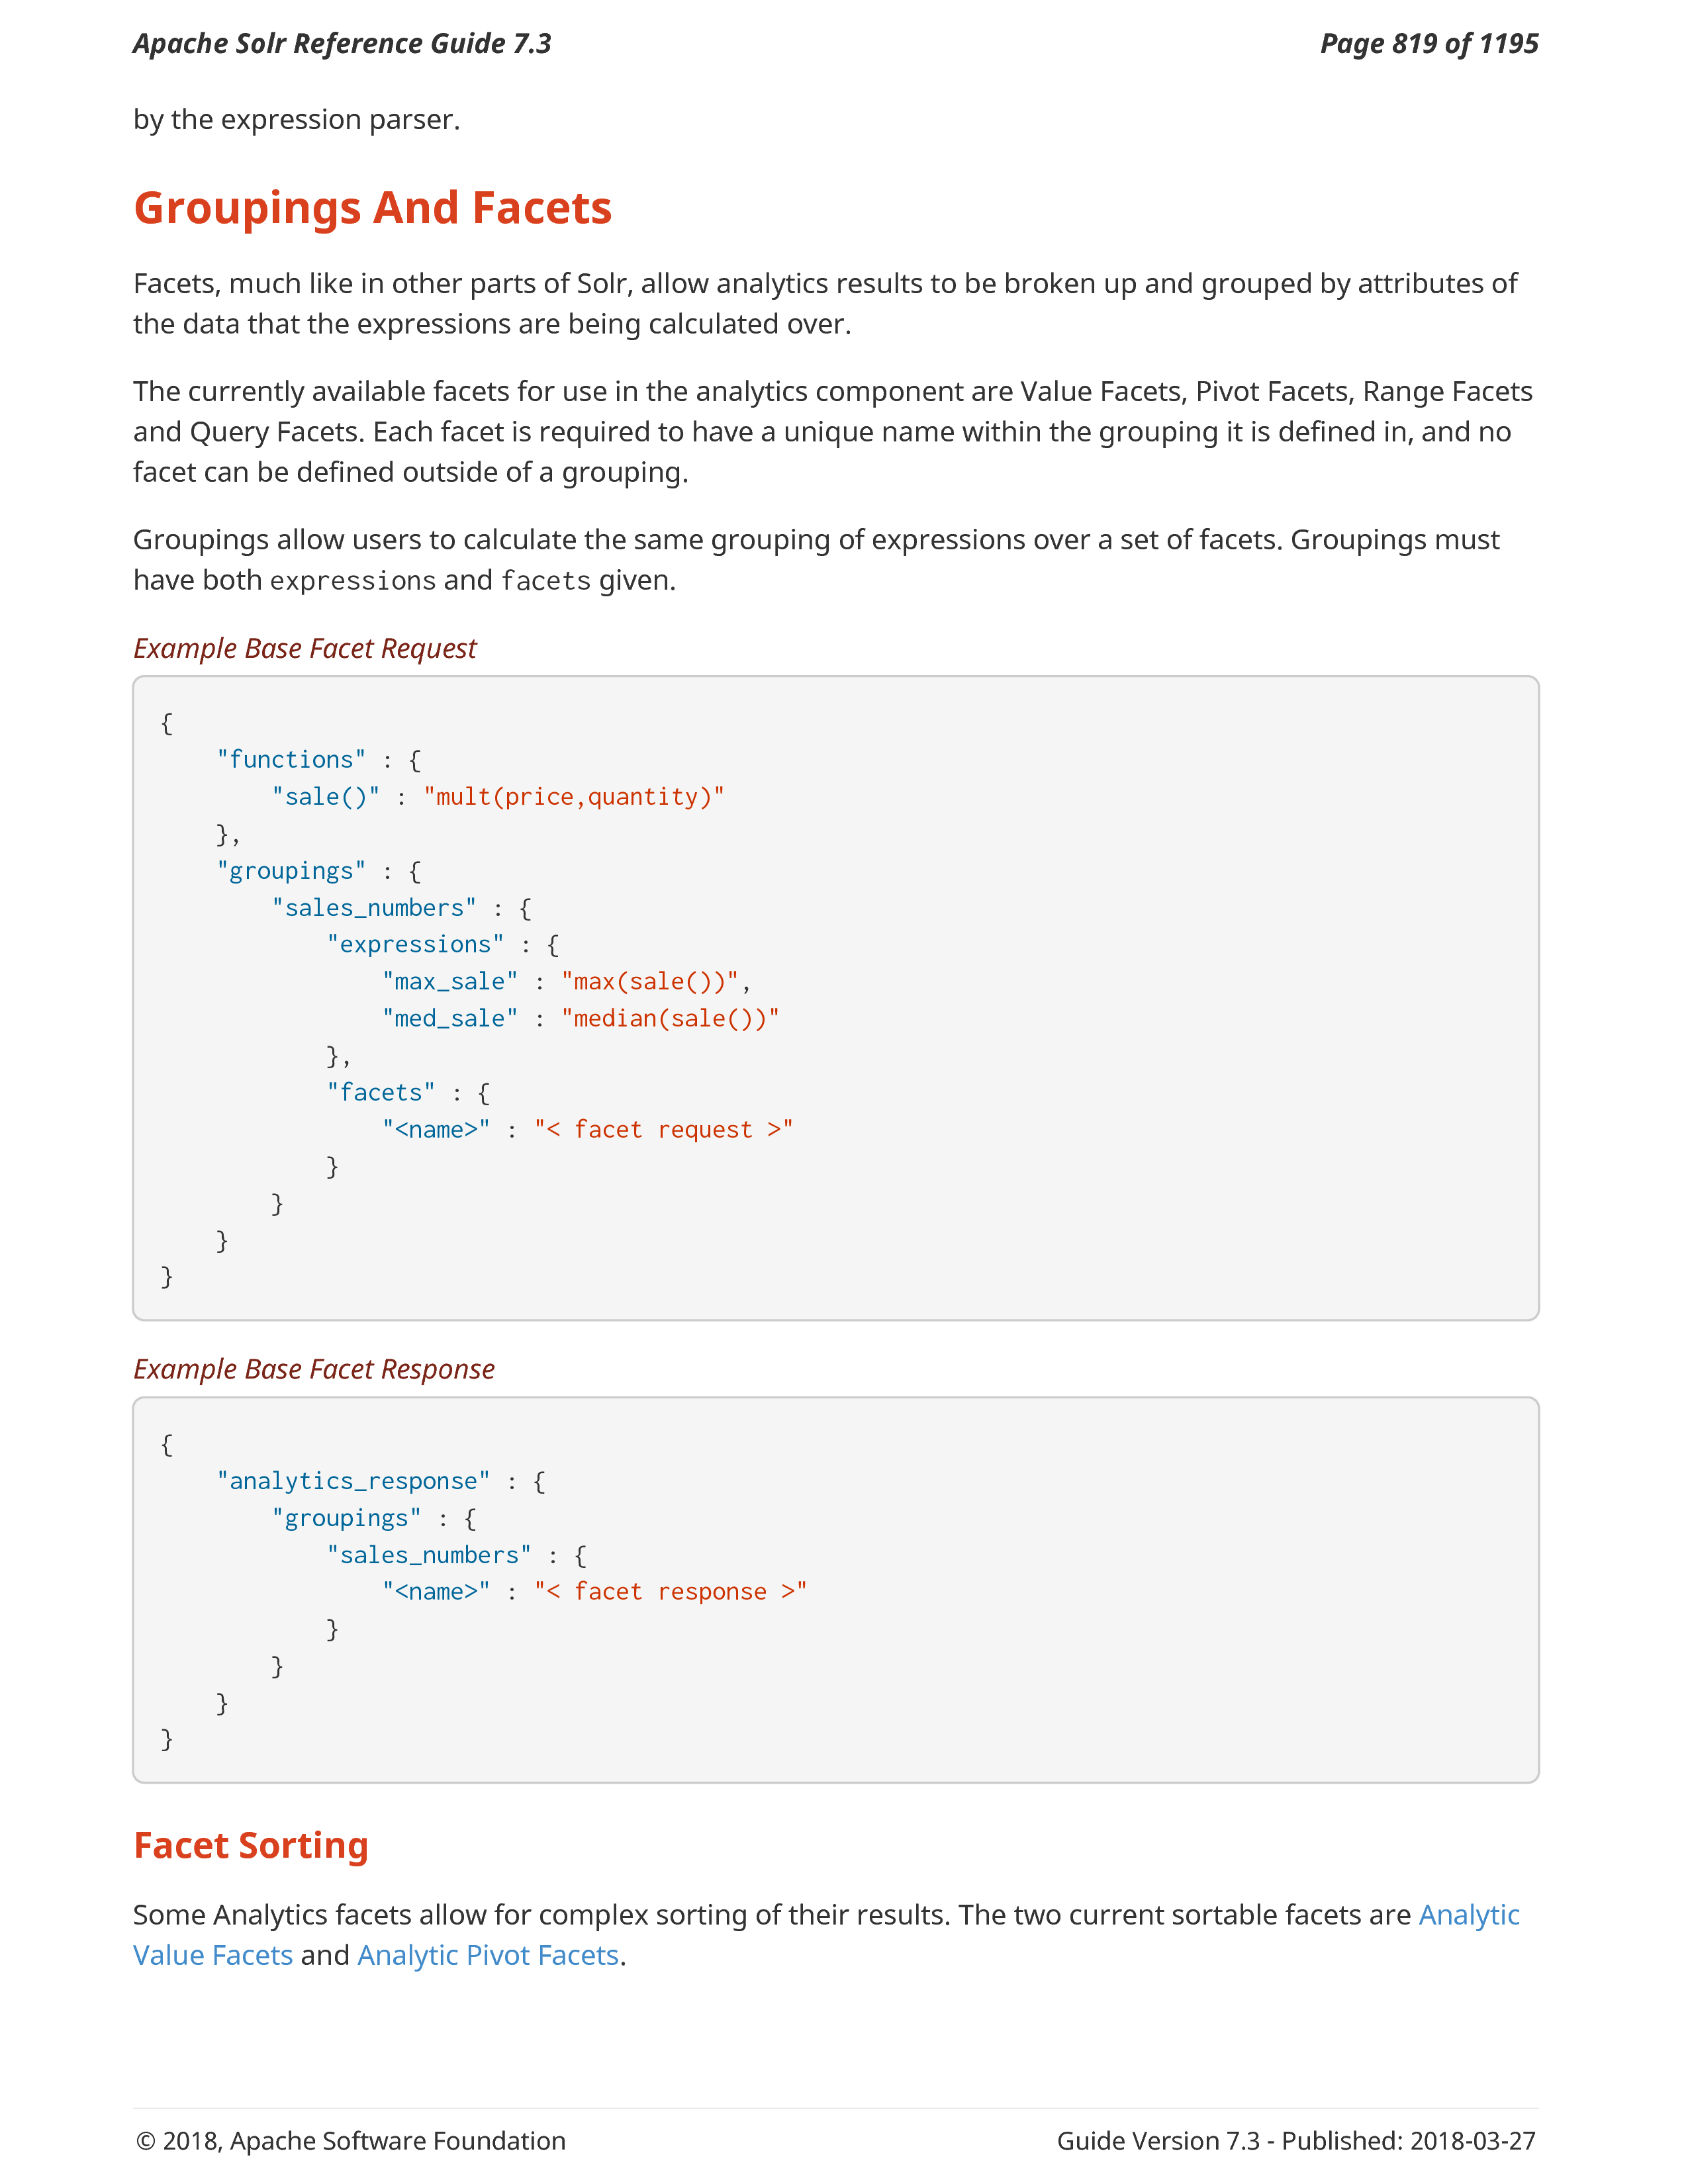 Apache Solr Reference Guide 7.3 Page 819 of 1195
by the expression parser.
Groupings And Facets
Facets, much like in other parts of Solr, allow analytics results to be broken up and grouped by attributes of
the data that the expressions are being calculated over.
The currently available facets for use in the analytics component are Value Facets, Pivot Facets, Range Facets
and Query Facets. Each facet is required to have a unique name within the grouping it is defined in, and no
facet can be defined outside of a grouping.
Groupings allow users to calculate the same grouping of expressions over a set of facets. Groupings must
have both expressions and facets given.
Example Base Facet Request
{
    "functions" : {
        "sale()" : "mult(price,quantity)"
    },
    "groupings" : {
        "sales_numbers" : {
            "expressions" : {
                "max_sale" : "max(sale())",
                "med_sale" : "median(sale())"
            },
            "facets" : {
                "<name>" : "< facet request >"
            }
        }
    }
}
Example Base Facet Response
{
    "analytics_response" : {
        "groupings" : {
            "sales_numbers" : {
                "<name>" : "< facet response >"
            }
        }
    }
}
Facet Sorting
Some Analytics facets allow for complex sorting of their results. The two current sortable facets are Analytic
Value Facets and Analytic Pivot Facets.
© 2018, Apache Software Foundation Guide Version 7.3 - Published: 2018-03-27